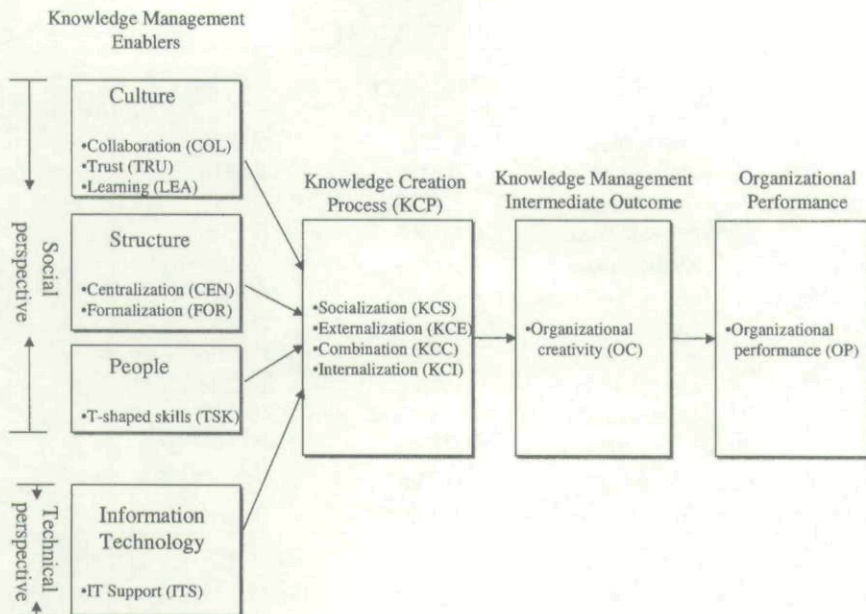 Knowledge Management
Enablers
Social
perspective
Culture
•Collaboration (COL)
•Trust (TRU)
•Learning (LEA)
Structure
•Centralization (CEN)
•Formalization (FOR)
People
•T-shaped skills (TSK)
Technical
perspective
Information
Technology
•IT Support (ITS)
Knowledge Creation
Process (KCP)
•Socialization (KCS)
•Externalization (KCE)
•Combination (KCC)
•Internalization (KCI)
Knowledge Management
Intermediate Outcome
•Organizational
creativity (OC)
Organizational
Performance
•Organizational
performance (OP)